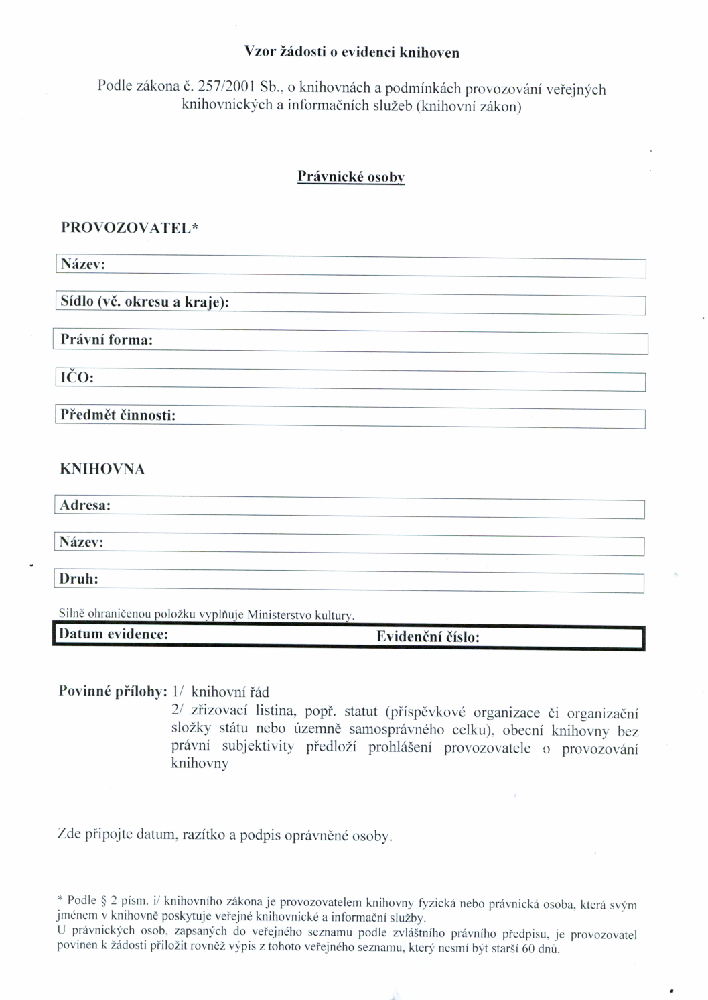 Vzor žádosti o evidenci knihoven
Podle zákona č. 257/2001 Sb., o knihovnách a podmínkách provozování veřejných
knihovnických a informačních služeb (knihovní zákon)
Právnické osoby
PROVOZOVATEL*
Název:
Sídlo (vč. okresu a kraje):
Právní forma:
IČO:
Předmět činnosti:
KNIHOVNA
Adresa:
Název:
Druh:
Silně ohraničenou položku vyplňuje Ministerstvo kultury.
Datum evidence: Evidenční číslo:
Povinné přílohy: 1/ knihovní řád
2/ zřizovací listina, popř. statut (příspěvkové organizace či organizační
složky státu nebo územně samosprávného celku), obecní knihovny bez
právní subjektivity předloží prohlášení provozovatele o provozování
knihovny
Zde připojte datum, razítko a podpis oprávněné osoby.
* Podle § 2 písm. i/ knihovního zákona je provozovatelem knihovny fyzická nebo právnická osoba, která svým
jménem v knihovně poskytuje veřejné knihovnické a informační služby.
U právnických osob, zapsaných do veřejného seznamu podle zvláštního právního předpisu, je provozovatel
povinen k žádosti přiložit rovněž výpis z tohoto veřejného seznamu, který nesmí být starší 60 dnů.